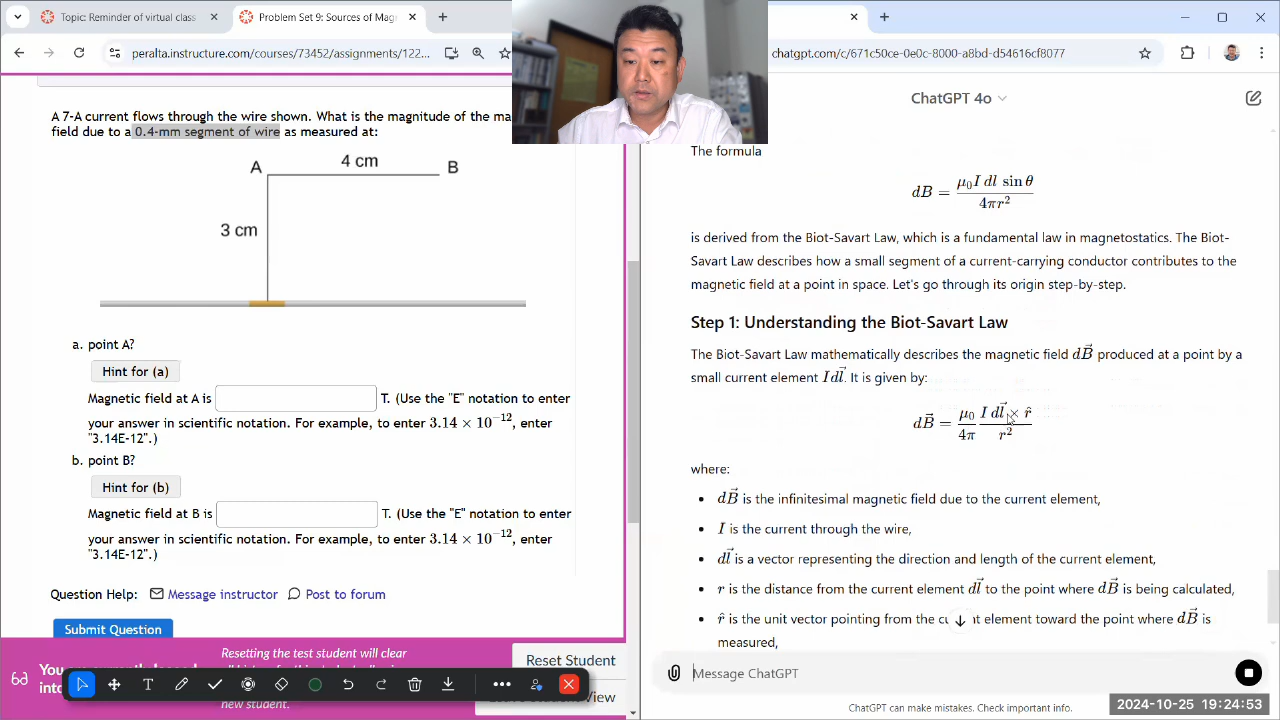 Topic: Reminder of virtual class
Problem Set 9: Sources of Mag
peralta.instructure.com/courses/73452/assignments/122...
chatgpt.com/c/671c50ce-de0c-8000-a8bd-d54616cf8077
A 7-A current flows through the wire shown. What is the magnitude of the ma
field due to a 0.4-mm segment of wire as measured at:
A
4 cm
B
3 cm
a. point A?
Hint for (a)
Magnetic field at A is
T. (Use the "E" notation to enter
your answer in scientific notation. For example, to enter 3.14 × 10⁻¹², enter
"3.14E-12".)
b. point B?
Hint for (b)
Magnetic field at B is
T. (Use the "E" notation to enter
your answer in scientific notation. For example, to enter 3.14 × 10⁻¹², enter
"3.14E-12".)
Question Help:
Message instructor
Post to forum
Submit Question
Resetting the test student will clear
new student.
Reset Student
View
ChatGPT 4o
The formula
dB = μ₀I dl sin θ / 4πr²
is derived from the Biot-Savart Law, which is a fundamental law in magnetostatics. The Biot-
Savart Law describes how a small segment of a current-carrying conductor contributes to the
magnetic field at a point in space. Let's go through its origin step-by-step.
Step 1: Understanding the Biot-Savart Law
The Biot-Savart Law mathematically describes the magnetic field dB⃗ produced at a point by a
small current element Idl⃗. It is given by:
dB⃗ = μ₀/4π I dl⃗ × r̂ / r²
where:
• dB⃗ is the infinitesimal magnetic field due to the current element,
• I is the current through the wire,
• dl⃗ is a vector representing the direction and length of the current element,
• r is the distance from the current element dl⃗ to the point where dB⃗ is being calculated,
• r̂ is the unit vector pointing from the cu nt element toward the point where dB⃗ is
measured,
Message ChatGPT
ChatGPT can make mistakes. Check important info.
2024-10-25 19:24:53